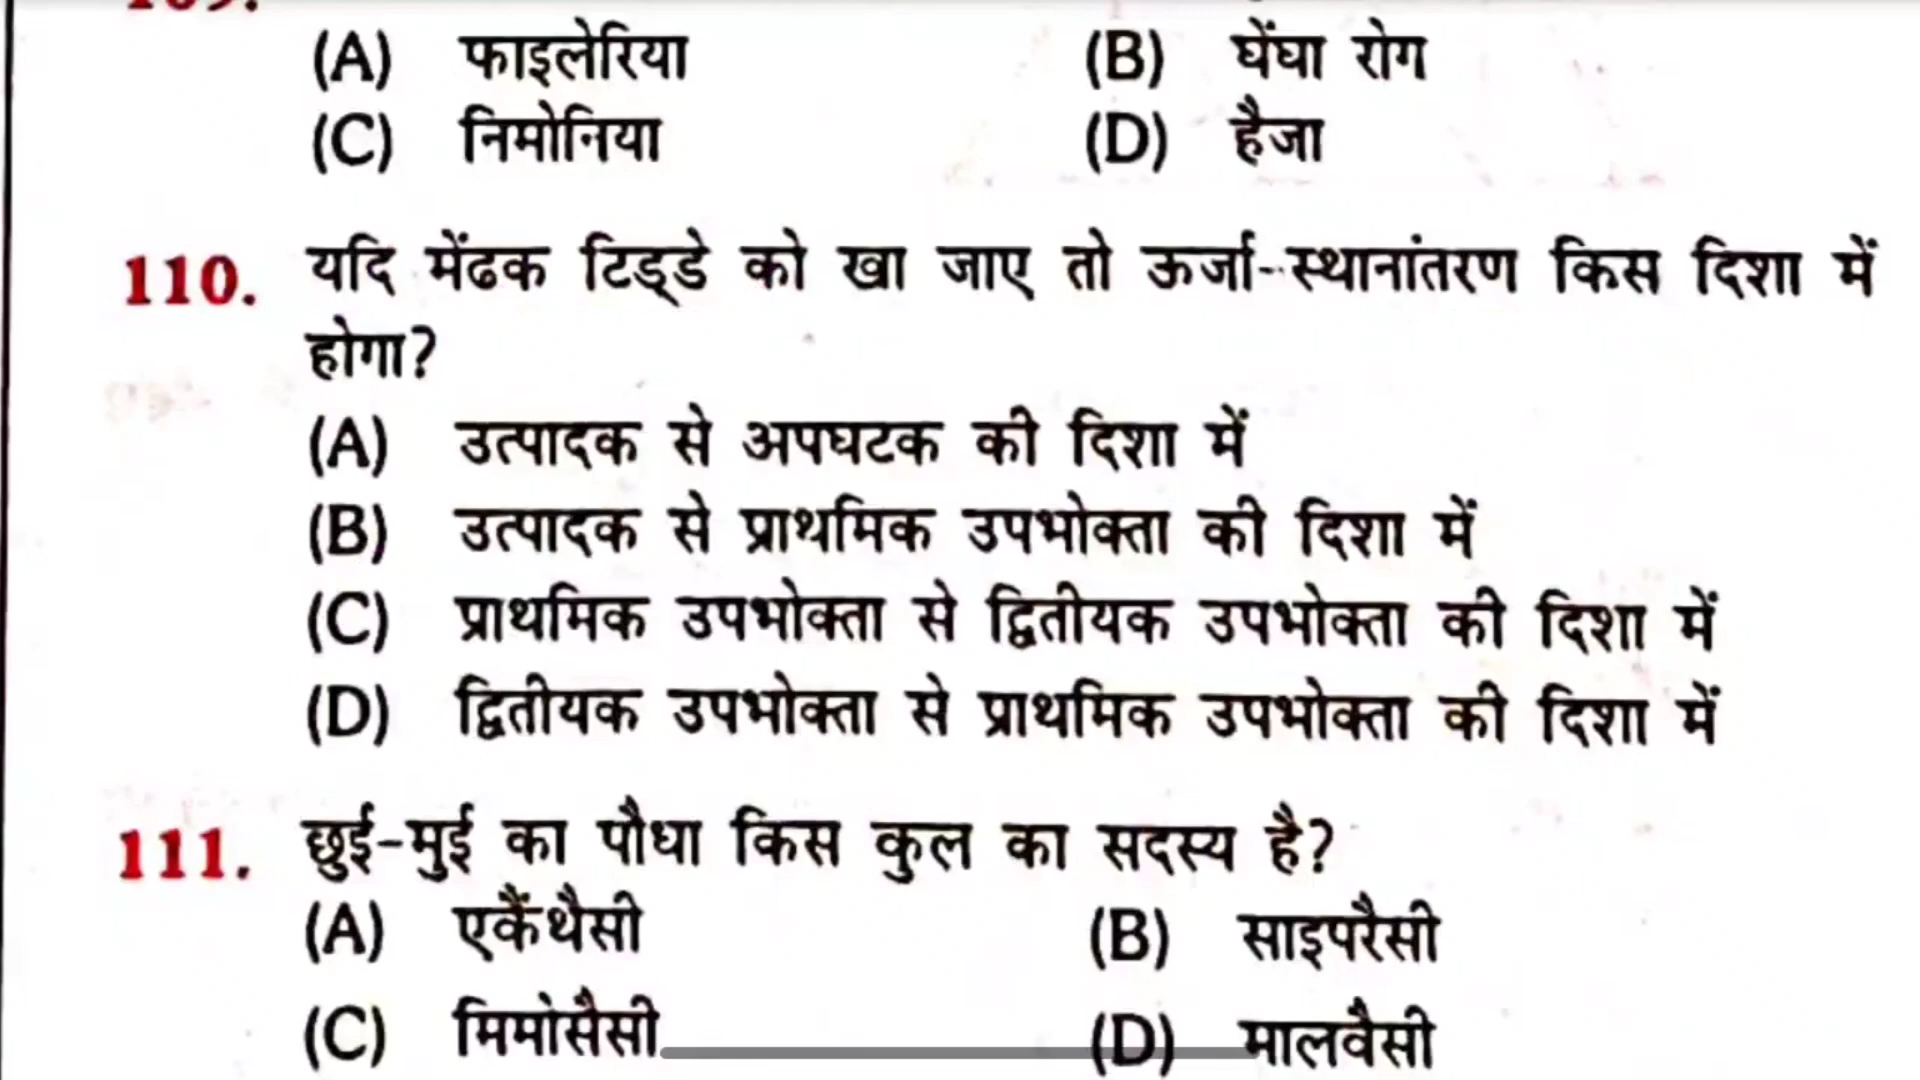 (A) फाइलेरिया (B) घेंघा रोग
(C) निमोनिया (D) हैजा
110. यदि मेंढक टिड्डे को खा जाए तो ऊर्जा-स्थानांतरण किस दिशा में
होगा?
(A) उत्पादक से अपघटक की दिशा में
(B) उत्पादक से प्राथमिक उपभोक्ता की दिशा में
(C) प्राथमिक उपभोक्ता से द्वितीयक उपभोक्ता की दिशा में
(D) द्वितीयक उपभोक्ता से प्राथमिक उपभोक्ता की दिशा में
111. छुई-मुई का पौधा किस कुल का सदस्य है?
(A) एकैंथैसी (B) साइपरैसी
(C) मिमोसैसी (D) मालवैसी